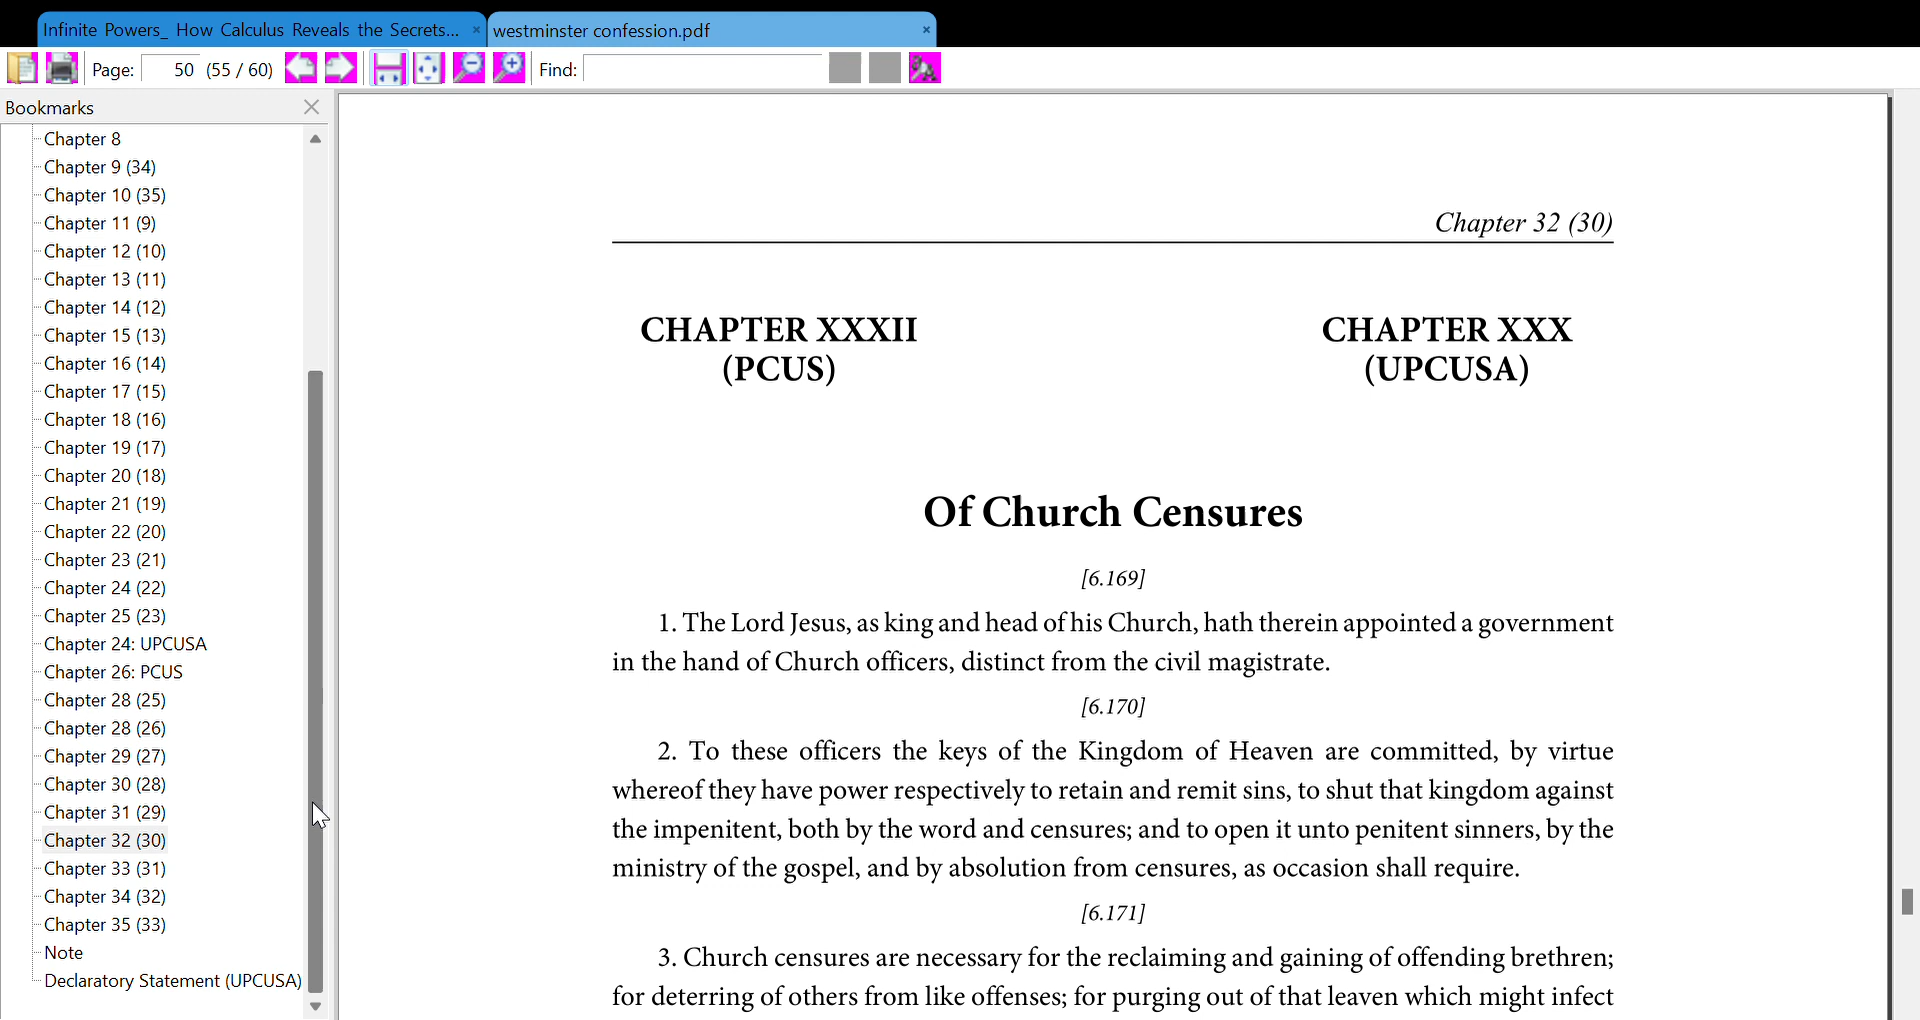 Infinite Powers_ How Calculus Reveals the Secrets... ×
westminster confession.pdf ×
Page: 50 (55 / 60) Find:
Bookmarks
Chapter 8
Chapter 9 (34)
Chapter 10 (35)
Chapter 11 (9)
Chapter 12 (10)
Chapter 13 (11)
Chapter 14 (12)
Chapter 15 (13)
Chapter 16 (14)
Chapter 17 (15)
Chapter 18 (16)
Chapter 19 (17)
Chapter 20 (18)
Chapter 21 (19)
Chapter 22 (20)
Chapter 23 (21)
Chapter 24 (22)
Chapter 25 (23)
Chapter 24: UPCUSA
Chapter 26: PCUS
Chapter 28 (25)
Chapter 28 (26)
Chapter 29 (27)
Chapter 30 (28)
Chapter 31 (29)
Chapter 32 (30)
Chapter 33 (31)
Chapter 34 (32)
Chapter 35 (33)
Note
Declaratory Statement (UPCUSA)
Chapter 32 (30)
CHAPTER XXXII
(PCUS)
CHAPTER XXX
(UPCUSA)
Of Church Censures
[6.169]
1. The Lord Jesus, as king and head of his Church, hath therein appointed a government
in the hand of Church officers, distinct from the civil magistrate.
[6.170]
2. To these officers the keys of the Kingdom of Heaven are committed, by virtue
whereof they have power respectively to retain and remit sins, to shut that kingdom against
the impenitent, both by the word and censures; and to open it unto penitent sinners, by the
ministry of the gospel, and by absolution from censures, as occasion shall require.
[6.171]
3. Church censures are necessary for the reclaiming and gaining of offending brethren;
for deterring of others from like offenses; for purging out of that leaven which might infect